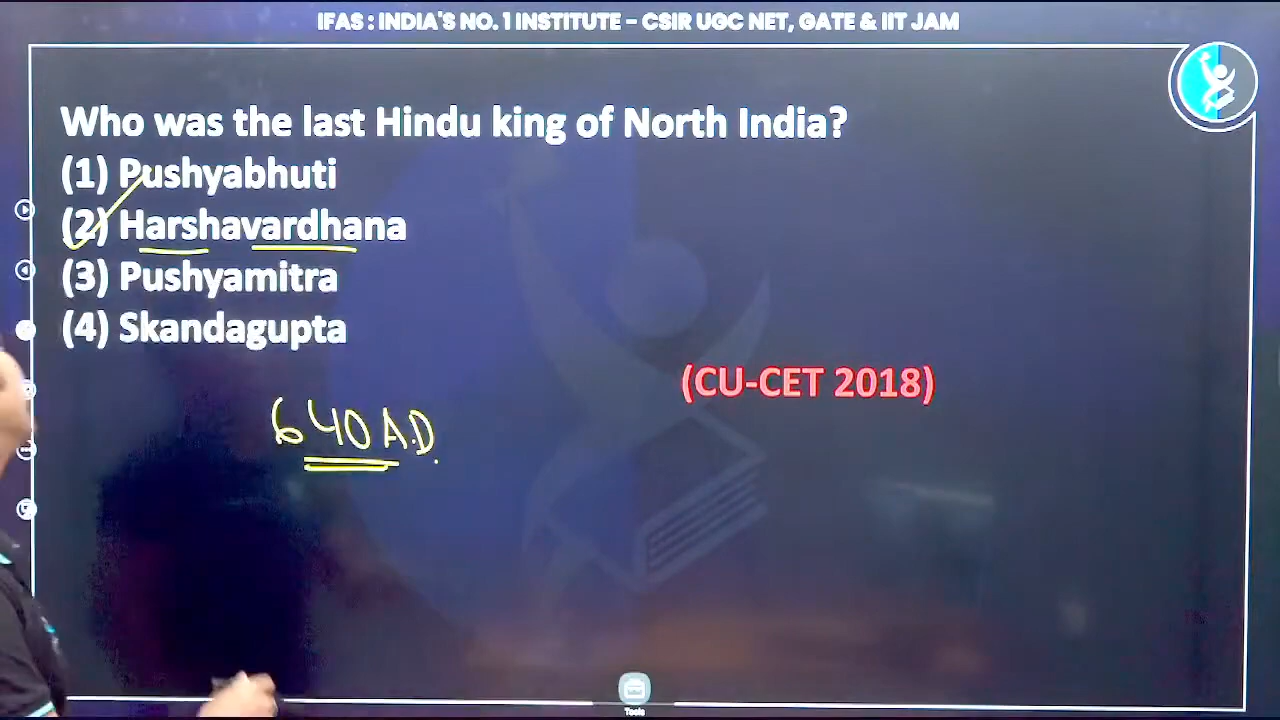 IFAS : INDIA'S NO. 1 INSTITUTE - CSIR UGC NET, GATE & IIT JAM
Who was the last Hindu king of North India?
(1) Pushyabhuti
(2) Harshavardhana
(3) Pushyamitra
(4) Skandagupta
(CU-CET 2018)
640 A.D.
Tools